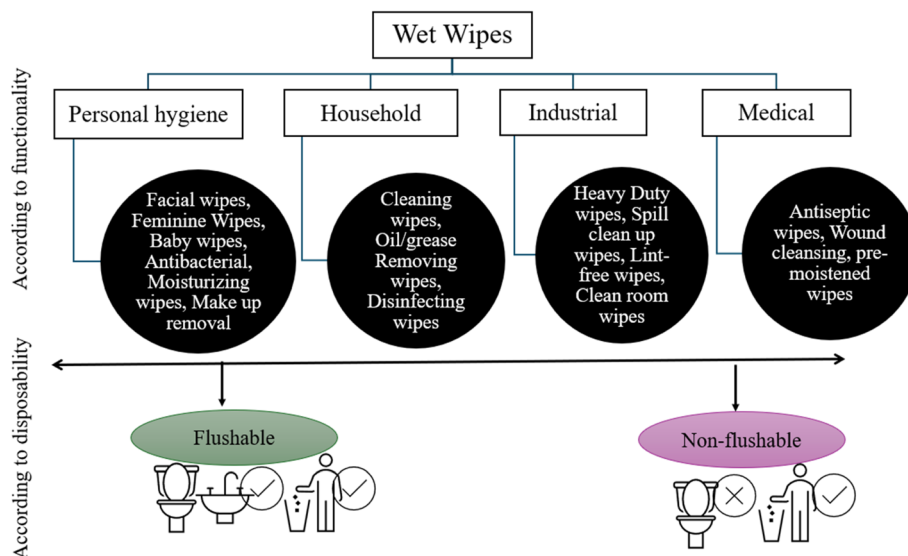 Wet Wipes
According to functionality
Personal hygiene
Household
Industrial
Medical
Facial wipes,
Feminine Wipes,
Baby wipes,
Antibacterial,
Moisturizing
wipes, Make up
removal
Cleaning
wipes,
Oil/grease
Removing
wipes,
Disinfecting
wipes
Heavy Duty
wipes, Spill
clean up
wipes, Lint-
free wipes,
Clean room
wipes
Antiseptic
wipes, Wound
cleansing, pre-
moistened
wipes
According to disposability
Flushable
Non-flushable